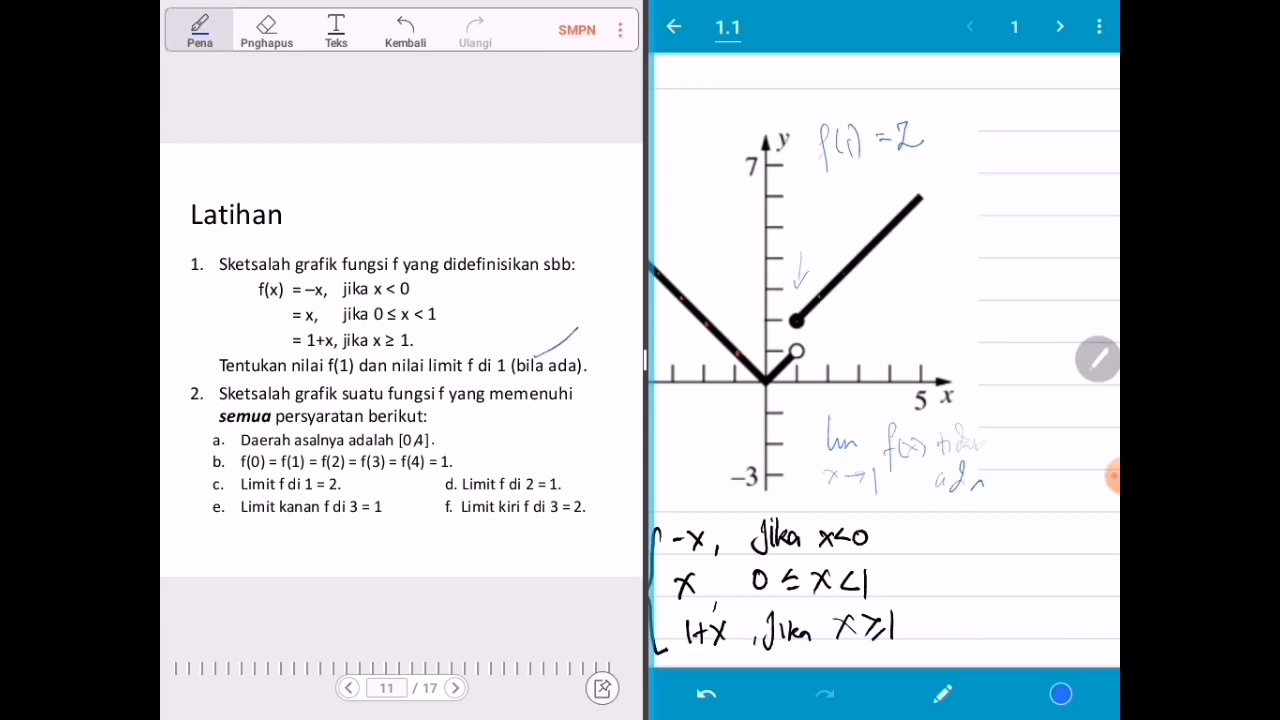 Pena
Pnghapus
Teks
Kembali
Ulangi
SMPN
Latihan
1. Sketsalah grafik fungsi f yang didefinisikan sbb:
f(x) = –x, jika x < 0
= x, jika 0 ≤ x < 1
= 1+x, jika x ≥ 1.
Tentukan nilai f(1) dan nilai limit f di 1 (bila ada).
2. Sketsalah grafik suatu fungsi f yang memenuhi
semua persyaratan berikut:
a. Daerah asalnya adalah [0,4].
b. f(0) = f(1) = f(2) = f(3) = f(4) = 1.
c. Limit f di 1 = 2. d. Limit f di 2 = 1.
e. Limit kanan f di 3 = 1 f. Limit kiri f di 3 = 2.
11 / 17
1.1
1
f(1) = 2
y
7
5 x
–3
lim f(x)
x→1
-x, Jika x<0
x, 0 ≤ x <1
1+x, Jika x ≥ 1